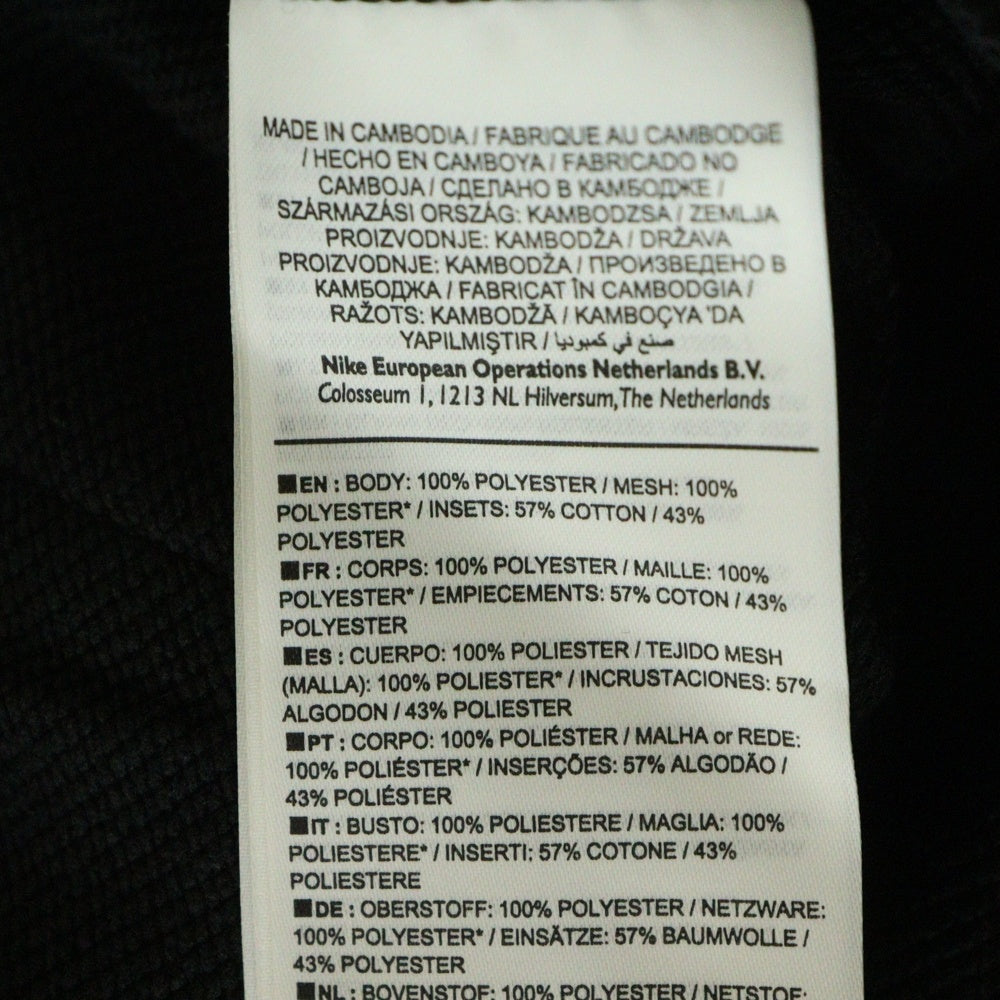 MADE IN CAMBODIA / FABRIQUE AU CAMBODGE
/ HECHO EN CAMBOYA / FABRICADO NO
CAMBOJA / СДЕЛАНО В КАМБОДЖЕ /
SZÁRMAZÁSI ORSZÁG: KAMBODZSA / ZEMLJA
PROIZVODNJE: KAMBODŽA / DRŽAVA
PROIZVODNJE: KAMBODŽA / ПРОИЗВЕДЕНО В
КАМБОДЖА / FABRICAT ÎN CAMBODGIA /
RAŽOTS: KAMBODŽĀ / KAMBOÇYA 'DA
YAPILMIŞTIR / صنع في كمبوديا
Nike European Operations Netherlands B.V.
Colosseum 1, 1213 NL Hilversum, The Netherlands
■EN : BODY: 100% POLYESTER / MESH: 100%
POLYESTER* / INSETS: 57% COTTON / 43%
POLYESTER
■FR : CORPS: 100% POLYESTER / MAILLE: 100%
POLYESTER* / EMPIECEMENTS: 57% COTON / 43%
POLYESTER
■ES : CUERPO: 100% POLIESTER / TEJIDO MESH
(MALLA): 100% POLIESTER* / INCRUSTACIONES: 57%
ALGODON / 43% POLIESTER
■PT : CORPO: 100% POLIÉSTER / MALHA or REDE:
100% POLIÉSTER* / INSERÇÕES: 57% ALGODÃO /
43% POLIÉSTER
■IT : BUSTO: 100% POLIESTERE / MAGLIA: 100%
POLIESTERE* / INSERTI: 57% COTONE / 43%
POLIESTERE
■DE : OBERSTOFF: 100% POLYESTER / NETZWARE:
100% POLYESTER* / EINSÄTZE: 57% BAUMWOLLE /
43% POLYESTER
■NL : BOVENSTOF: 100% POLYESTER / NETSTOF: